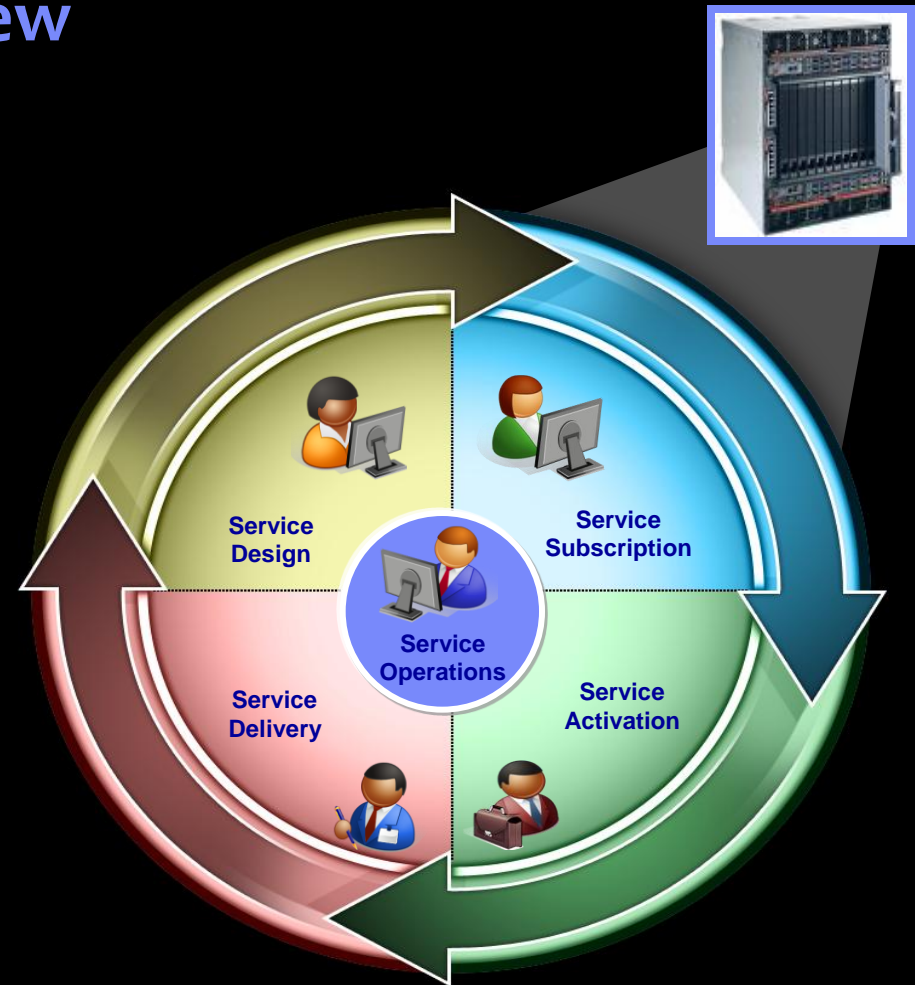 ew
Service
Design
Service
Subscription
Service
Operations
Service
Delivery
Service
Activation